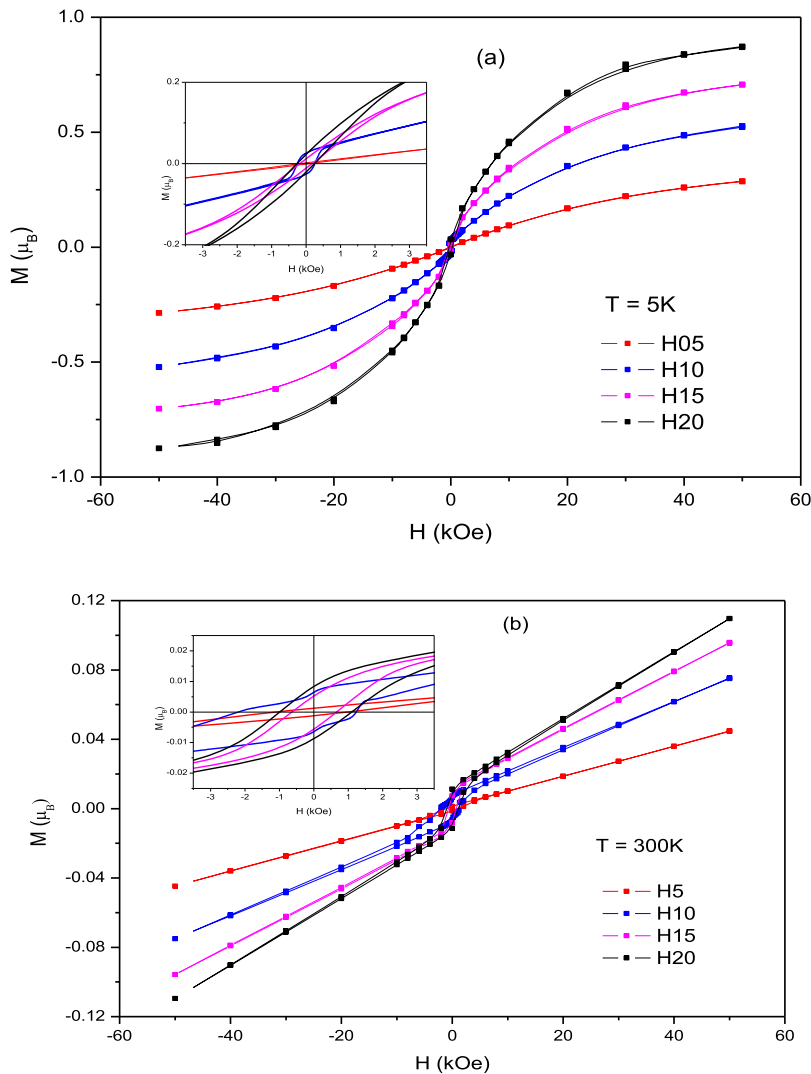 (a)
1.0
0.5
0.0
-0.5
-1.0
M (μB)
-60 -40 -20 0 20 40 60
H (kOe)
0.2
0.0
-0.2
M (μB)
-3 -2 -1 0 1 2 3
H (kOe)
T = 5K
H05
H10
H15
H20
(b)
0.12
0.08
0.04
0.00
-0.04
-0.08
-0.12
M (μB)
-60 -40 -20 0 20 40 60
H (kOe)
0.02
0.01
0.00
-0.01
-0.02
M (μB)
-3 -2 -1 0 1 2 3
H (kOe)
T = 300K
H5
H10
H15
H20